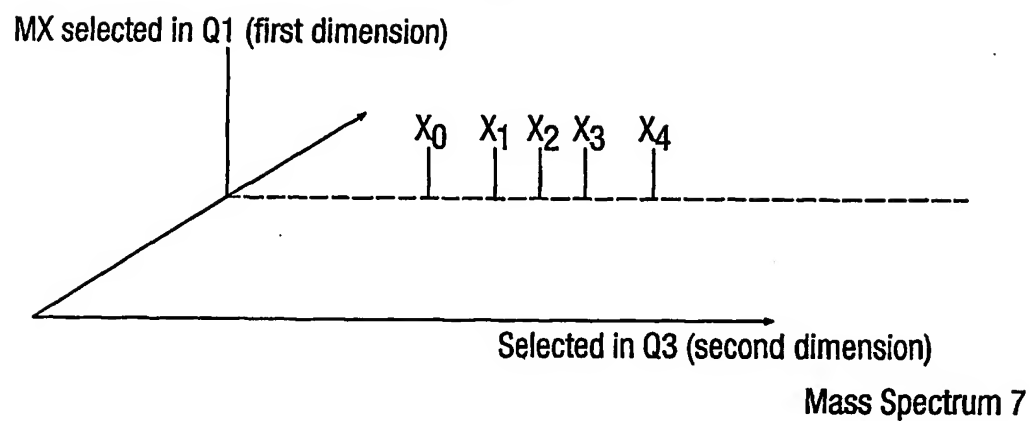 MX selected in Q1 (first dimension)
X0 X1 X2 X3 X4
Selected in Q3 (second dimension)
Mass Spectrum 7